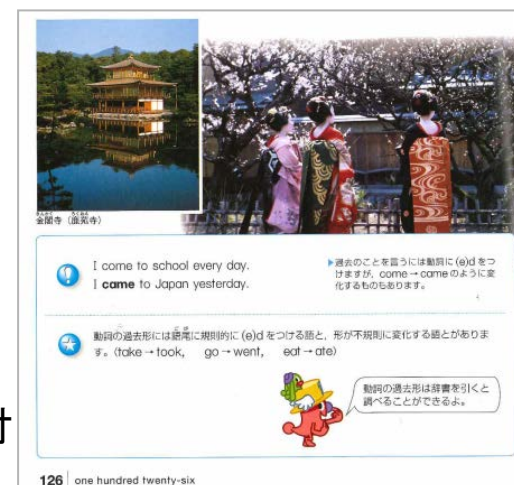 金閣寺（鹿苑寺）
I come to school every day.
I came to Japan yesterday.
▶過去のことを言うには動詞に (e)d をつ
けますが，come → came のように変
化するものもあります。
動詞の過去形には語尾に規則的に (e)d をつける語と，形が不規則に変化する語とがありま
す。(take → took, go → went, eat → ate)
動詞の過去形は辞書を引くと
調べることができるよ。
126 one hundred twenty-six